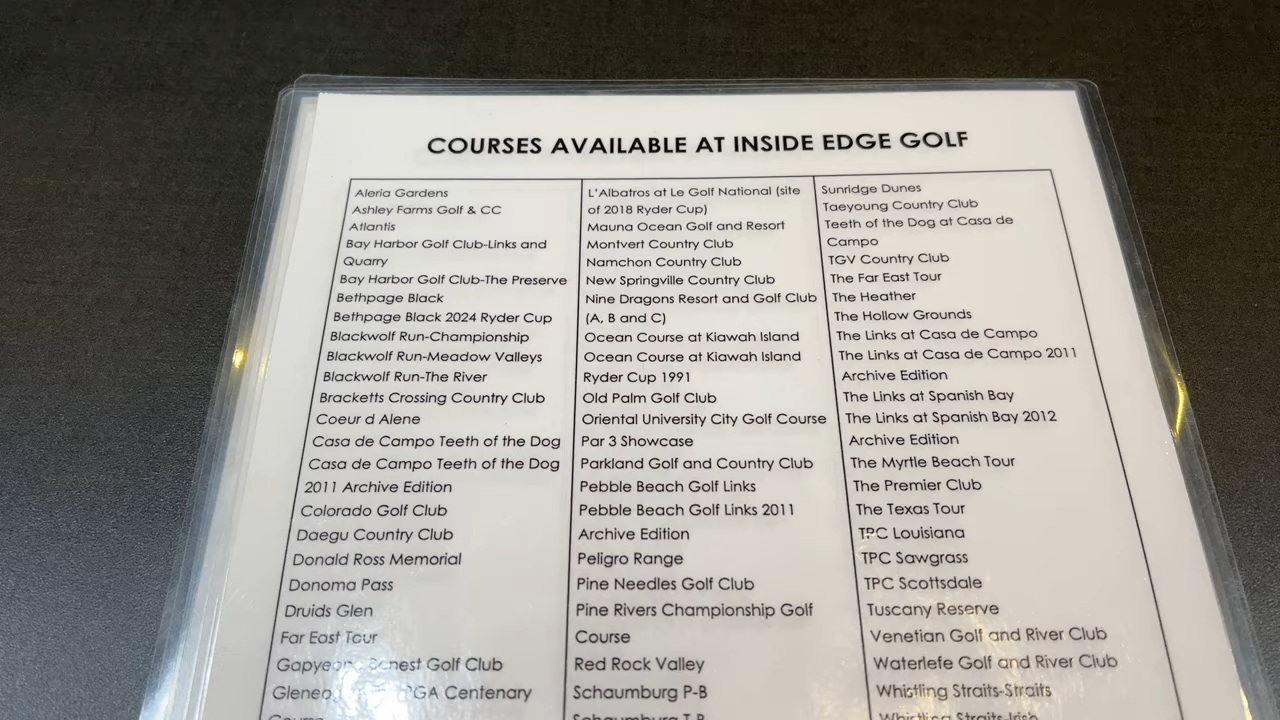 COURSES AVAILABLE AT INSIDE EDGE GOLF
Aleria Gardens
Ashley Farms Golf & CC
Atlantis
Bay Harbor Golf Club-Links and
Quarry
Bay Harbor Golf Club-The Preserve
Bethpage Black
Bethpage Black 2024 Ryder Cup
Blackwolf Run-Championship
Blackwolf Run-Meadow Valleys
Blackwolf Run-The River
Bracketts Crossing Country Club
Coeur d Alene
Casa de Campo Teeth of the Dog
Casa de Campo Teeth of the Dog
2011 Archive Edition
Colorado Golf Club
Daegu Country Club
Donald Ross Memorial
Donoma Pass
Druids Glen
Far East Tour
Golf Club
Centenary
L'Albatros at Le Golf National (site
of 2018 Ryder Cup)
Mauna Ocean Golf and Resort
Montvert Country Club
Namchon Country Club
New Springville Country Club
Nine Dragons Resort and Golf Club
(A, B and C)
Ocean Course at Kiawah Island
Ocean Course at Kiawah Island
Ryder Cup 1991
Old Palm Golf Club
Oriental University City Golf Course
Par 3 Showcase
Parkland Golf and Country Club
Pebble Beach Golf Links
Pebble Beach Golf Links 2011
Archive Edition
Peligro Range
Pine Needles Golf Club
Pine Rivers Championship Golf
Course
Red Rock Valley
Schaumburg P-B
Schaumburg T-B
Sunridge Dunes
Taeyoung Country Club
Teeth of the Dog at Casa de
Campo
TGV Country Club
The Far East Tour
The Heather
The Hollow Grounds
The Links at Casa de Campo
The Links at Casa de Campo 2011
Archive Edition
The Links at Spanish Bay
The Links at Spanish Bay 2012
Archive Edition
The Myrtle Beach Tour
The Premier Club
The Texas Tour
TPC Louisiana
TPC Sawgrass
TPC Scottsdale
Tuscany Reserve
Venetian Golf and River Club
Waterlefe Golf and River Club
Whistling Straits-Straits
Whistling Straits-Irish